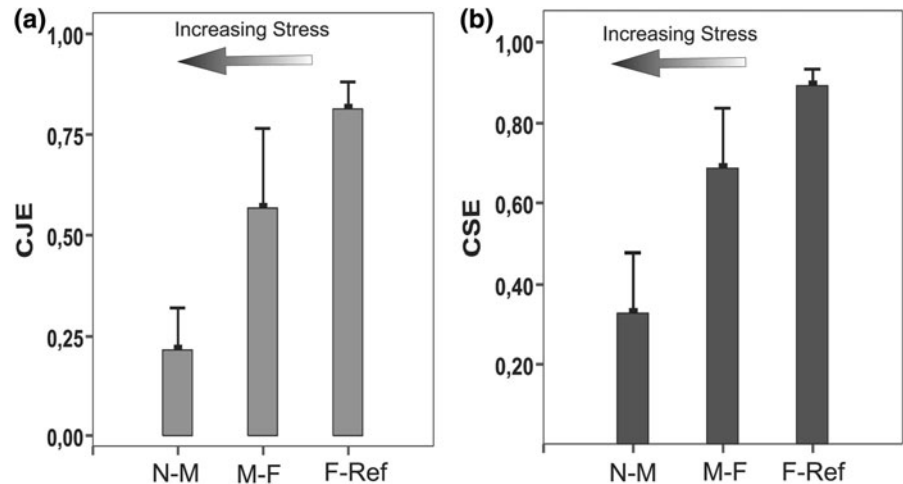 (a)
Increasing Stress
1,00
0,75
0,50
0,25
0,00
CJE
N-M M-F F-Ref
(b)
Increasing Stress
1,00
0,80
0,60
0,40
0,20
CSE
N-M M-F F-Ref